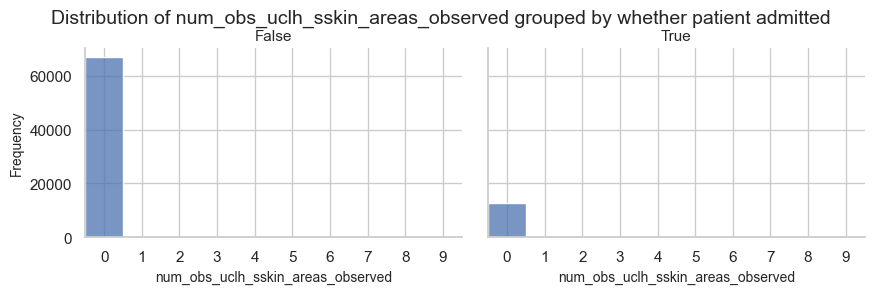 Distribution of num_obs_uclh_sskin_areas_observed grouped by whether patient admitted
False
True
Frequency
60000
40000
20000
0
0 1 2 3 4 5 6 7 8 9
0 1 2 3 4 5 6 7 8 9
num_obs_uclh_sskin_areas_observed
num_obs_uclh_sskin_areas_observed